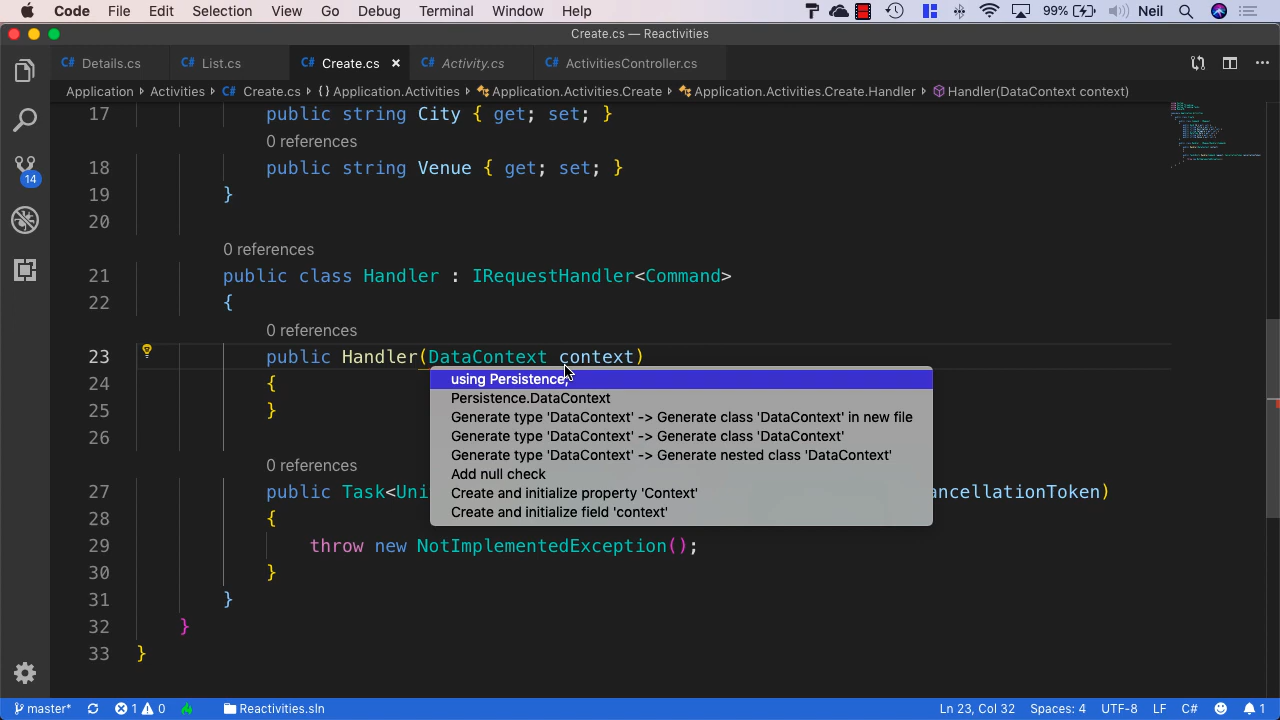 Code File Edit Selection View Go Debug Terminal Window Help 99% Neil
Create.cs — Reactivities
C# Details.cs C# List.cs C# Create.cs × C# Activity.cs C# ActivitiesController.cs
Application Activities C# Create.cs {} Application.Activities Application.Activities.Create Application.Activities.Create.Handler Handler(DataContext context)
17 public string City { get; set; }
0 references
18 public string Venue { get; set; }
19 }
20
0 references
21 public class Handler : IRequestHandler<Command>
22 {
0 references
23 public Handler(DataContext context)
using Persistence;
24 {
Persistence.DataContext
25 }
Generate type 'DataContext' -> Generate class 'DataContext' in new file
26
Generate type 'DataContext' -> Generate class 'DataContext'
Generate type 'DataContext' -> Generate nested class 'DataContext'
0 references
Add null check
27 public Task<Uni ancellationToken)
Create and initialize property 'Context'
Create and initialize field 'context'
28 {
29 throw new NotImplementedException();
30 }
31 }
32 }
33 }
14
master* 1 0 Reactivities.sln Ln 23, Col 32 Spaces: 4 UTF-8 LF C# 1